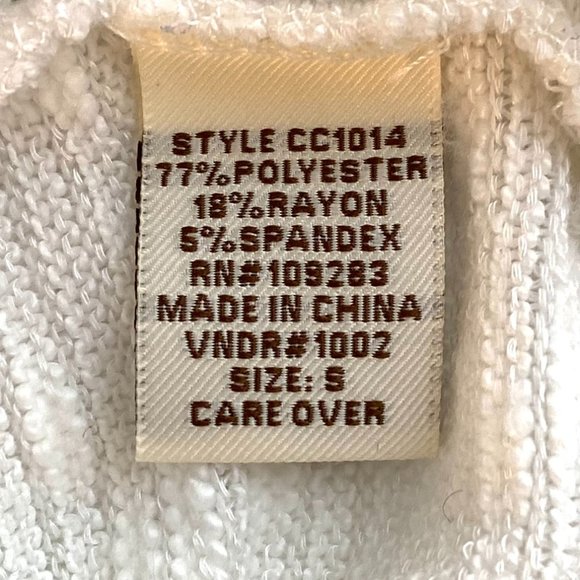 STYLE CC1014
77%POLYESTER
18%RAYON
5%SPANDEX
RN#109283
MADE IN CHINA
VNDR#1002
SIZE: S
CARE OVER